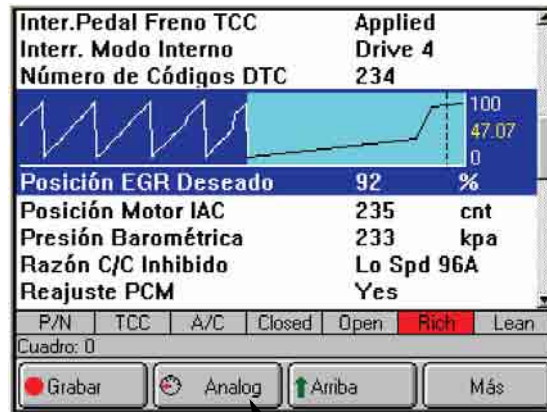 Inter.Pedal Freno TCC Applied
Interr. Modo Interno Drive 4
Número de Códigos DTC 234
100
47.07
0
Posición EGR Deseado 92 %
Posición Motor IAC 235 cnt
Presión Barométrica 233 kpa
Razón C/C Inhibido Lo Spd 96A
Reajuste PCM Yes
P/N TCC A/C Closed Open Rich Lean
Cuadro: 0
Grabar Analog Arriba Más